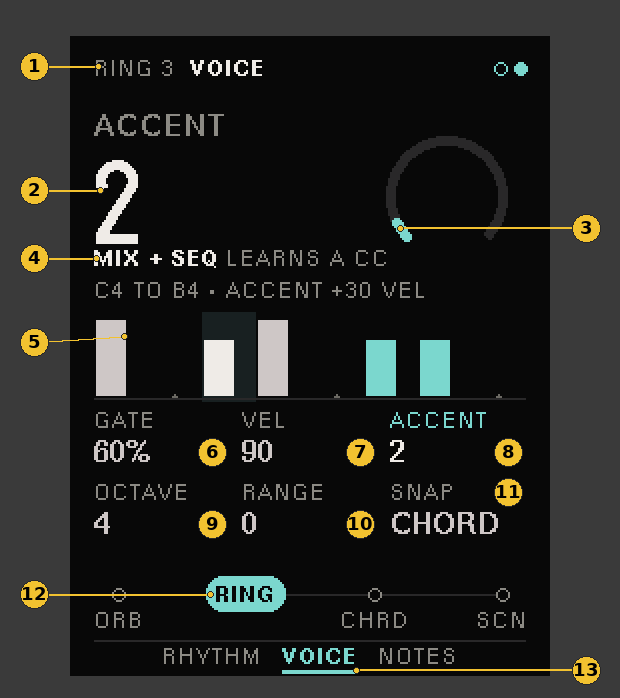 1 RING 3 VOICE
ACCENT
2 2
3
4 MIX + SEQ LEARNS A CC
C4 TO B4 · ACCENT +30 VEL
5
GATE VEL ACCENT
60% 6 90 7 2 8
OCTAVE RANGE SNAP 11
4 9 0 10 CHORD
12 RING
ORB CHRD SCN
RHYTHM VOICE NOTES
13